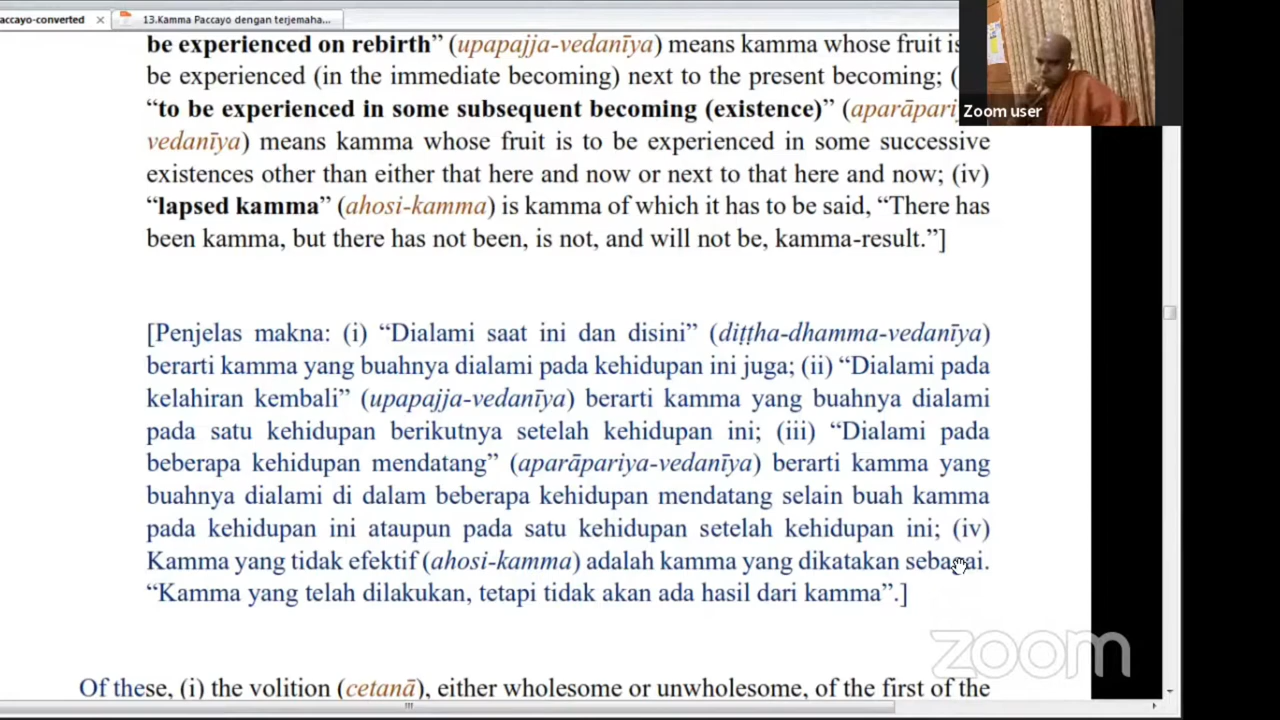 accayo-converted
13.Kamma Paccayo dengan terjemaha...
be experienced on rebirth” (upapajja-vedanīya) means kamma whose fruit is
be experienced (in the immediate becoming) next to the present becoming; (
“to be experienced in some subsequent becoming (existence)” (aparāpariy
Zoom user
vedanīya) means kamma whose fruit is to be experienced in some successive
existences other than either that here and now or next to that here and now; (iv)
“lapsed kamma” (ahosi-kamma) is kamma of which it has to be said, “There has
been kamma, but there has not been, is not, and will not be, kamma-result.”]
[Penjelas makna: (i) “Dialami saat ini dan disini” (diṭṭha-dhamma-vedanīya)
berarti kamma yang buahnya dialami pada kehidupan ini juga; (ii) “Dialami pada
kelahiran kembali” (upapajja-vedanīya) berarti kamma yang buahnya dialami
pada satu kehidupan berikutnya setelah kehidupan ini; (iii) “Dialami pada
beberapa kehidupan mendatang” (aparāpariya-vedanīya) berarti kamma yang
buahnya dialami di dalam beberapa kehidupan mendatang selain buah kamma
pada kehidupan ini ataupun pada satu kehidupan setelah kehidupan ini; (iv)
Kamma yang tidak efektif (ahosi-kamma) adalah kamma yang dikatakan sebagai.
“Kamma yang telah dilakukan, tetapi tidak akan ada hasil dari kamma”.]
zoom
Of these, (i) the volition (cetanā), either wholesome or unwholesome, of the first of the